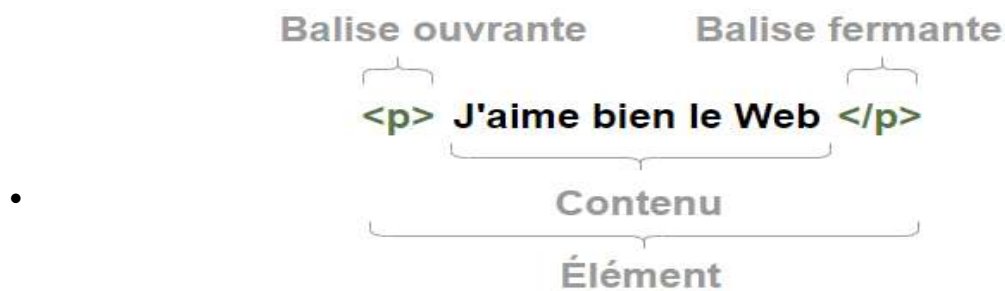 Balise ouvrante Balise fermante
<p> J'aime bien le Web </p>
• Contenu
Élément